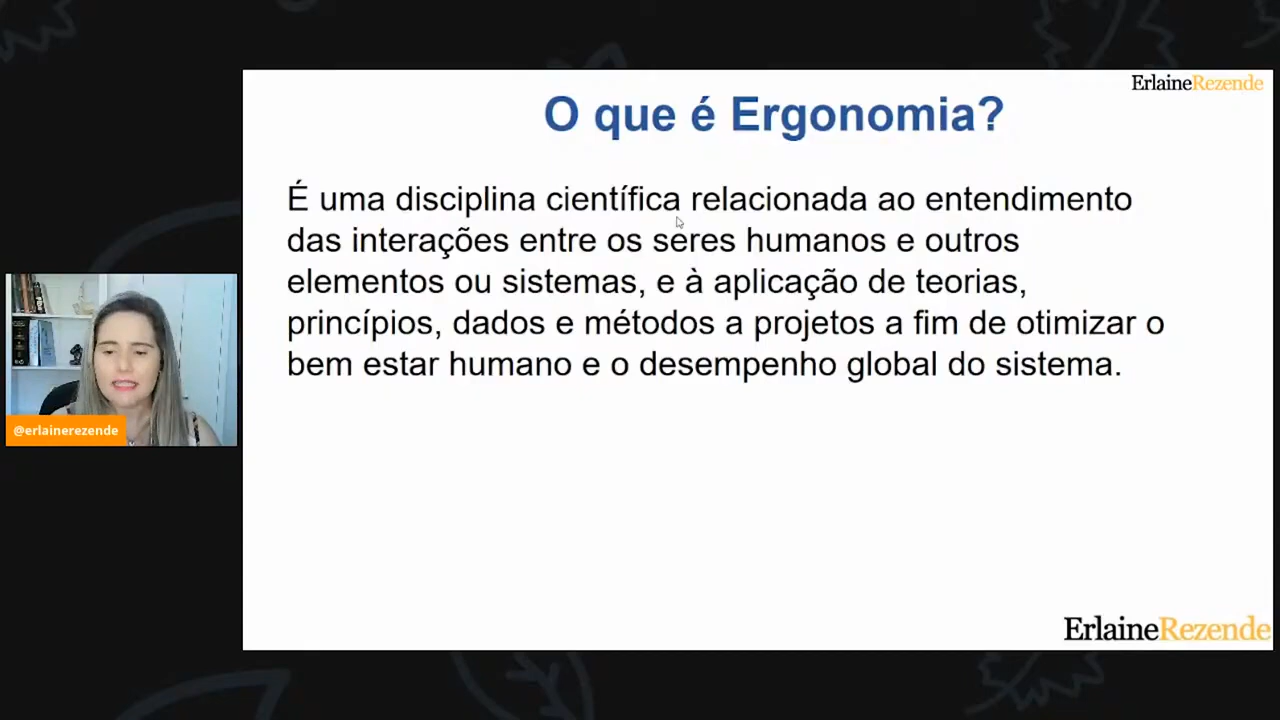 ErlaineRezende
O que é Ergonomia?
É uma disciplina científica relacionada ao entendimento
das interações entre os seres humanos e outros
elementos ou sistemas, e à aplicação de teorias,
princípios, dados e métodos a projetos a fim de otimizar o
bem estar humano e o desempenho global do sistema.
@erlainerezende
ErlaineRezende